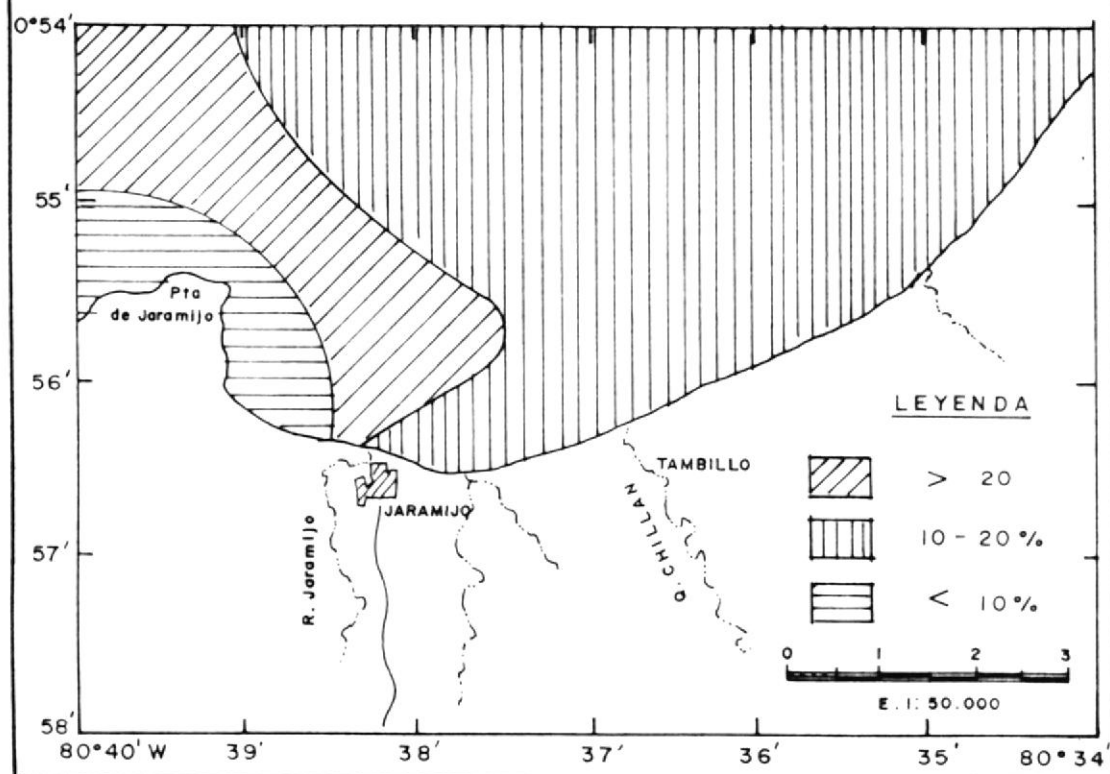 0°54'
55'
56'
57'
58'
80°40' W
39'
38'
37'
36'
35'
80°34'
Pta
de Jaramijo
R. Jaramijo
JARAMIJO
TAMBILLO
Q. CHILLAN
LEYENDA
> 20
10 - 20 %
< 10 %
0 1 2 3
E. 1: 50.000